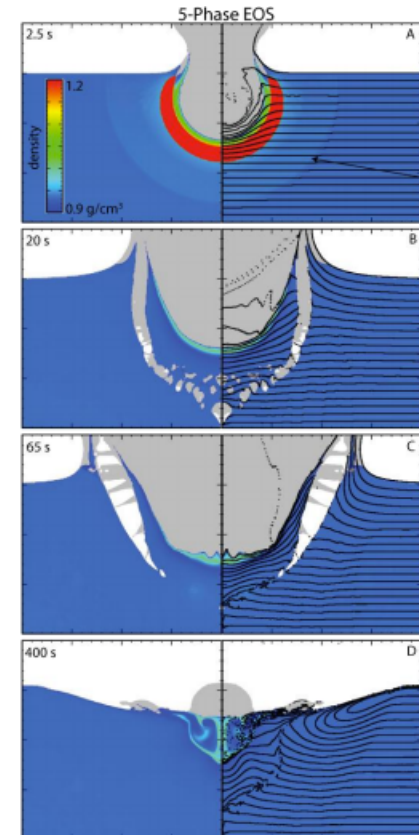 5-Phase EOS
2.5 s
A
1.2
density
0.9 g/cm³
20 s
B
65 s
C
400 s
D